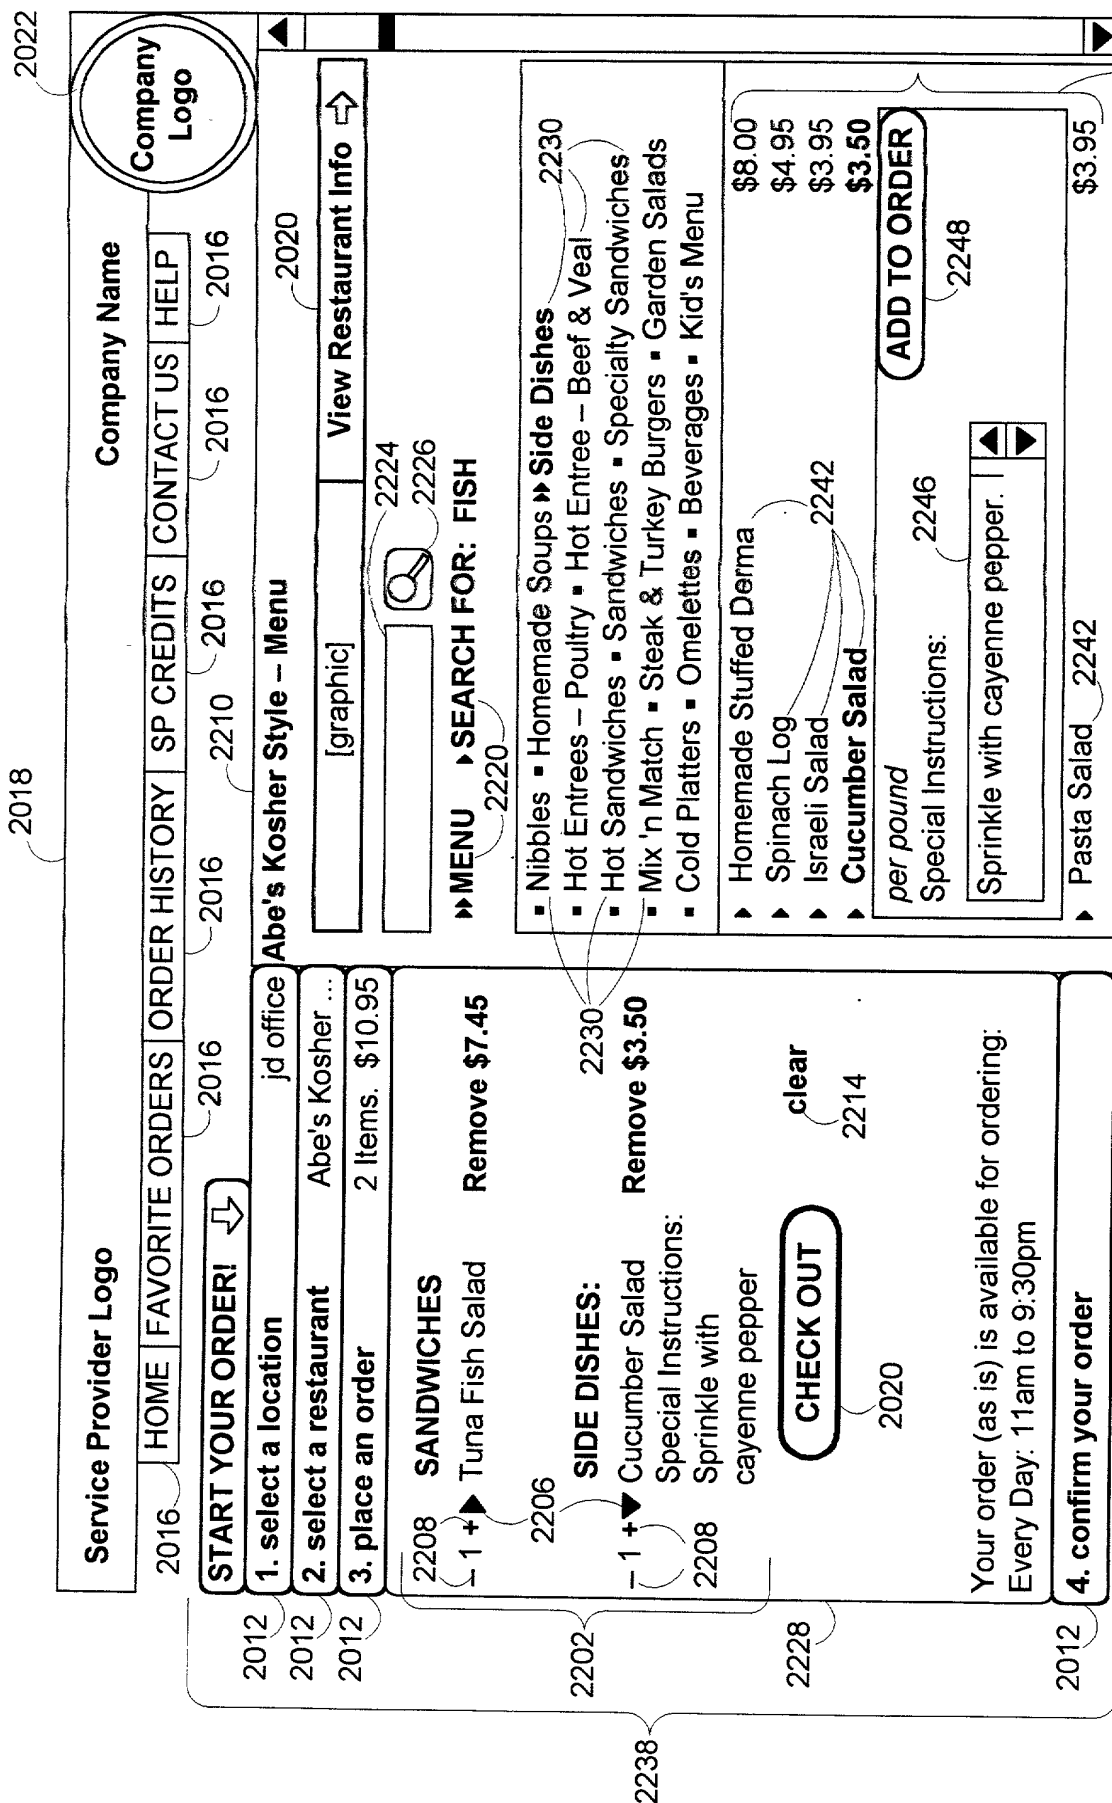 2018
2022
Service Provider Logo
Company Name
Company Logo
HOME
FAVORITE ORDERS
ORDER HISTORY
SP CREDITS
CONTACT US
HELP
2016
2016
2016
2016
2016
2016
2210
START YOUR ORDER!
2012
1. select a location
jd office
2012
2. select a restaurant
Abe's Kosher ...
2012
3. place an order
2 Items. $10.95
2208
SANDWICHES
– 1 + Tuna Fish Salad
Remove $7.45
2206
SIDE DISHES:
– 1 + Cucumber Salad
Remove $3.50
Special Instructions:
Sprinkle with
cayenne pepper
2208
2202
CHECK OUT
clear
2214
2020
2228
Your order (as is) is available for ordering:
Every Day: 11am to 9:30pm
2012
4. confirm your order
2238
Abe's Kosher Style – Menu
2020
[graphic]
View Restaurant Info
2224
2226
MENU
SEARCH FOR: FISH
2220
2230
▪ Nibbles ▪ Homemade Soups Side Dishes
▪ Hot Entrees – Poultry ▪ Hot Entree – Beef & Veal
▪ Hot Sandwiches ▪ Sandwiches ▪ Specialty Sandwiches
▪ Mix 'n Match ▪ Steak & Turkey Burgers ▪ Garden Salads
▪ Cold Platters ▪ Omelettes ▪ Beverages ▪ Kid's Menu
2230
Homemade Stuffed Derma
$8.00
Spinach Log
$4.95
Israeli Salad
$3.95
Cucumber Salad
$3.50
2242
per pound
ADD TO ORDER
2248
Special Instructions:
2246
Sprinkle with cayenne pepper.
Pasta Salad
2242
$3.95